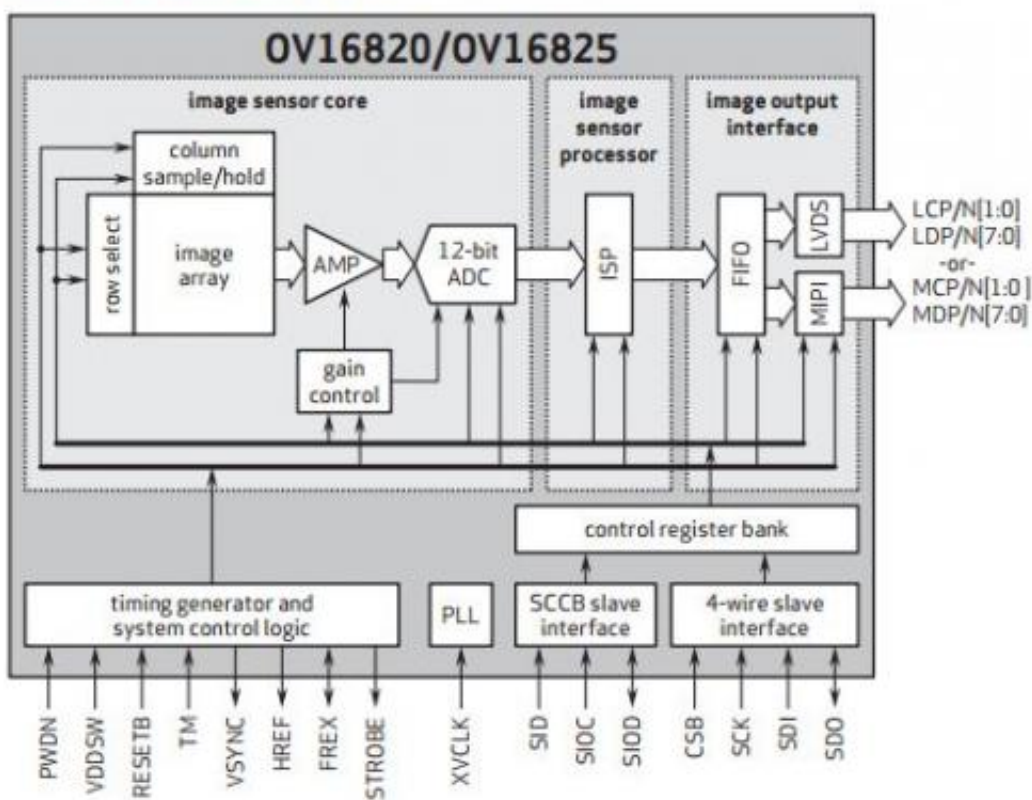 OV16820/OV16825
image sensor core
image
sensor
processor
image output
interface
column
sample/hold
row select
image
array
AMP
12-bit
ADC
gain
control
ISP
FIFO
LVDS
MIPI
LCP/N[1:0]
LDP/N[7:0]
-or-
MCP/N[1:0]
MDP/N[7:0]
control register bank
timing generator and
system control logic
PLL
SCCB slave
interface
4-wire slave
interface
PWDN
VDDSW
RESETB
TM
VSYNC
HREF
FREX
STROBE
XVCLK
SID
SIOC
SIOD
CSB
SCK
SDI
SDO